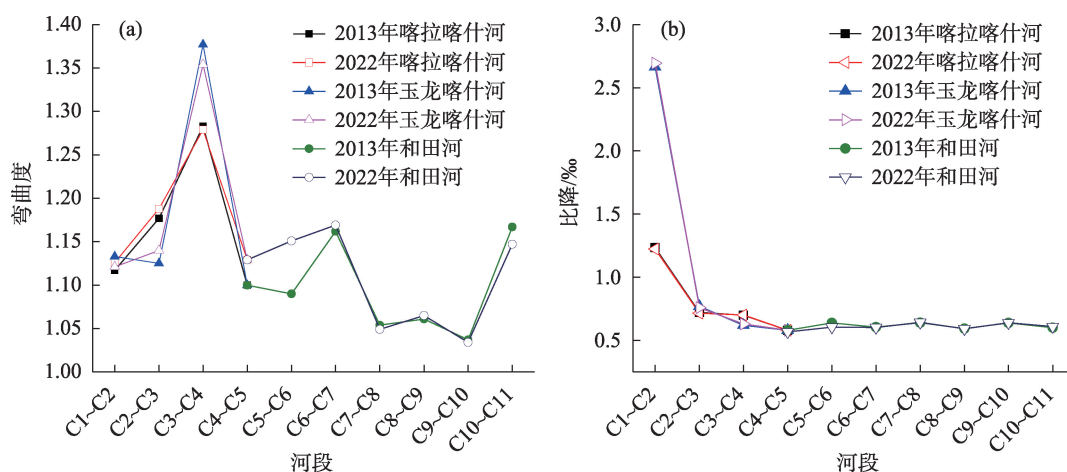 (a)
2013年喀拉喀什河
2022年喀拉喀什河
2013年玉龙喀什河
2022年玉龙喀什河
2013年和田河
2022年和田河
弯曲度
1.40
1.35
1.30
1.25
1.20
1.15
1.10
1.05
1.00
C1~C2
C2~C3
C3~C4
C4~C5
C5~C6
C6~C7
C7~C8
C8~C9
C9~C10
C10~C11
河段
(b)
2013年喀拉喀什河
2022年喀拉喀什河
2013年玉龙喀什河
2022年玉龙喀什河
2013年和田河
2022年和田河
比降/‰
3.0
2.5
2.0
1.5
1.0
0.5
C1~C2
C2~C3
C3~C4
C4~C5
C5~C6
C6~C7
C7~C8
C8~C9
C9~C10
C10~C11
河段